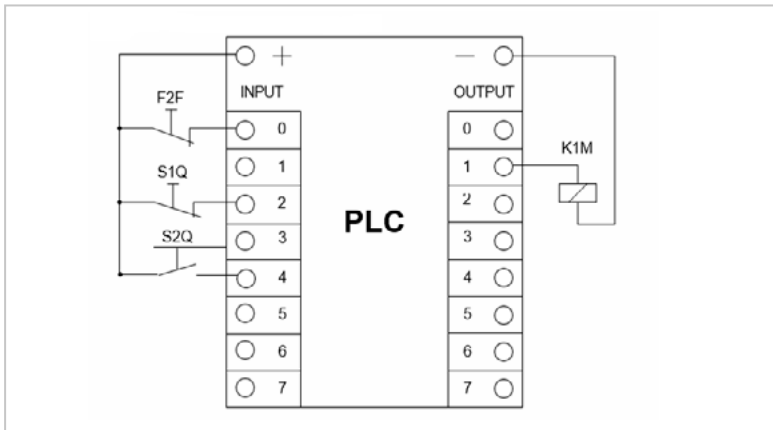 + −
INPUT OUTPUT
F2F
0 0
K1M
1 1
S1Q
2 2
PLC
S2Q
3 3
4 4
5 5
6 6
7 7